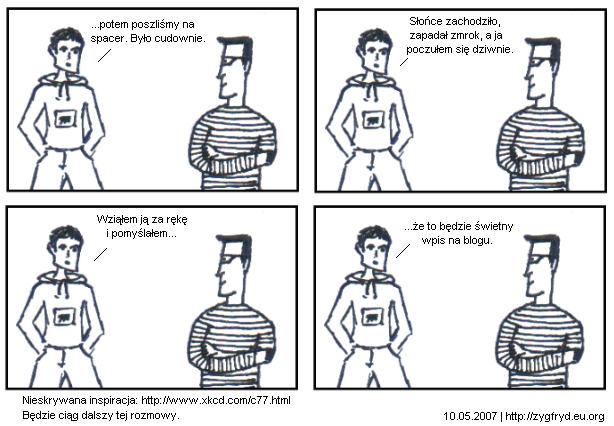 ...potem poszliśmy na
spacer. Było cudownie.
Słońce zachodziło,
zapadał zmrok, a ja
poczułem się dziwnie.
Wziąłem ją za rękę
i pomyślałem...
...że to będzie świetny
wpis na blogu.
Nieskrywana inspiracja: http://www.xkcd.com/c77.html
Będzie ciąg dalszy tej rozmowy.
10.05.2007 | http://zygfryd.eu.org